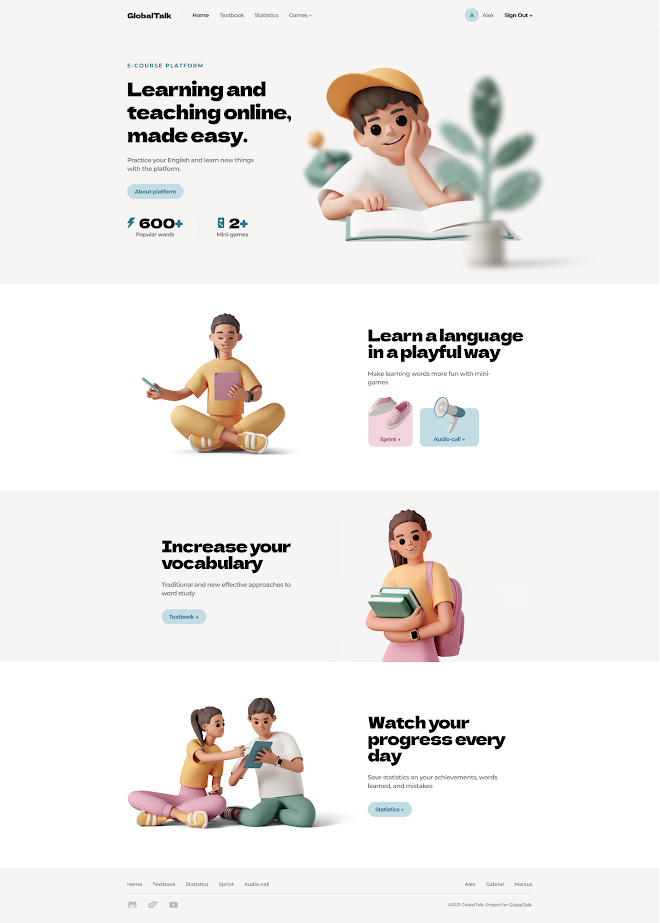 GlobalTalk Home Textbook Statistics Games A Alex Sign Out →
E-COURSE PLATFORM
Learning and
teaching online,
made easy.
Practice your English and learn new things
with the platform.
About platform
600+ 2+
Popular words Mini-games
Learn a language
in a playful way
Make learning words more fun with mini-
games
Sprint → Audio-call →
Increase your
vocabulary
Traditional and new effective approaches to
word study
Textbook →
Watch your
progress every
day
Save statistics on your achievements, words
learned, and mistakes
Statistics →
Home Textbook Statistics Sprint Audio-call Alex Gabriel Marcus
©2021 GlobalTalk. Project for GlobalTalk.